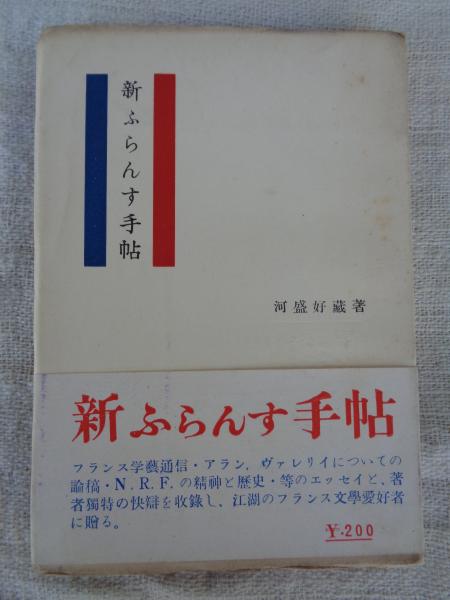 新ふらんす手帖
河盛好藏著
新ふらんす手帖
フランス学藝通信・アラン，ヴァレリイについての
論稿・N．R．F．の精神と歴史・等のエッセイと、著
者獨特の快辯を收錄し、江湖のフランス文學愛好者
に贈る。
¥.200